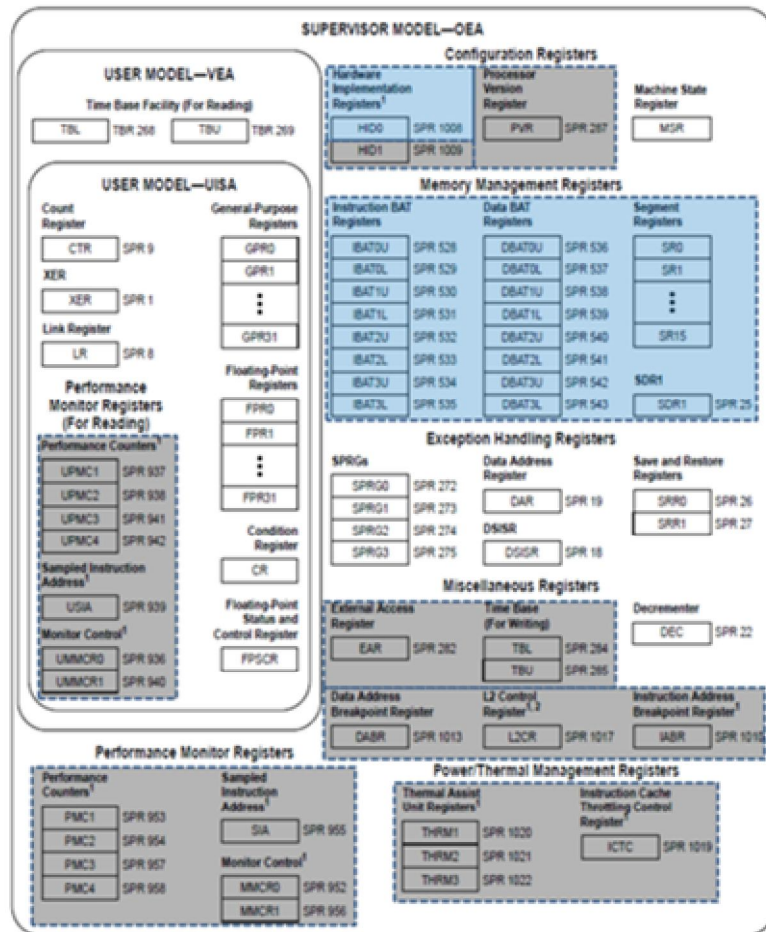 SUPERVISOR MODEL—OEA
USER MODEL—VEA
Time Base Facility (For Reading)
TBL TBR 268 TBU TBR 269
USER MODEL—UISA
Count
Register
CTR SPR 9
XER
XER SPR 1
Link Register
LR SPR 8
Performance
Monitor Registers
(For Reading)
Performance Counters1
UPMC1 SPR 937
UPMC2 SPR 938
UPMC3 SPR 941
UPMC4 SPR 942
Sampled Instruction
Address1
USIA SPR 939
Monitor Control1
UMMCR0 SPR 936
UMMCR1 SPR 940
General-Purpose
Registers
GPR0
GPR1
GPR31
Floating-Point
Registers
FPR0
FPR1
FPR31
Condition
Register
CR
Floating-Point
Status and
Control Register
FPSCR
Configuration Registers
Hardware
Implementation
Registers1
HID0 SPR 1008
HID1 SPR 1009
Processor
Version
Register
PVR SPR 287
Machine State
Register
MSR
Memory Management Registers
Instruction BAT
Registers
IBAT0U SPR 528
IBAT0L SPR 529
IBAT1U SPR 530
IBAT1L SPR 531
IBAT2U SPR 532
IBAT2L SPR 533
IBAT3U SPR 534
IBAT3L SPR 535
Data BAT
Registers
DBAT0U SPR 536
DBAT0L SPR 537
DBAT1U SPR 538
DBAT1L SPR 539
DBAT2U SPR 540
DBAT2L SPR 541
DBAT3U SPR 542
DBAT3L SPR 543
Segment
Registers
SR0
SR1
SR15
SDR1
SDR1 SPR 25
Exception Handling Registers
SPRGs
SPRG0 SPR 272
SPRG1 SPR 273
SPRG2 SPR 274
SPRG3 SPR 275
Data Address
Register
DAR SPR 19
DSISR
DSISR SPR 18
Save and Restore
Registers
SRR0 SPR 26
SRR1 SPR 27
Miscellaneous Registers
External Access
Register
EAR SPR 282
Time Base
(For Writing)
TBL SPR 284
TBU SPR 285
Decrementer
DEC SPR 22
Data Address
Breakpoint Register
DABR SPR 1013
L2 Control
Register1, 2
L2CR SPR 1017
Instruction Address
Breakpoint Register1
IABR SPR 1010
Performance Monitor Registers
Performance
Counters1
PMC1 SPR 953
PMC2 SPR 954
PMC3 SPR 957
PMC4 SPR 958
Sampled
Instruction
Address1
SIA SPR 955
Monitor Control1
MMCR0 SPR 952
MMCR1 SPR 956
Power/Thermal Management Registers
Thermal Assist
Unit Registers1
THRM1 SPR 1020
THRM2 SPR 1021
THRM3 SPR 1022
Instruction Cache
Throttling Control
Register1
ICTC SPR 1019